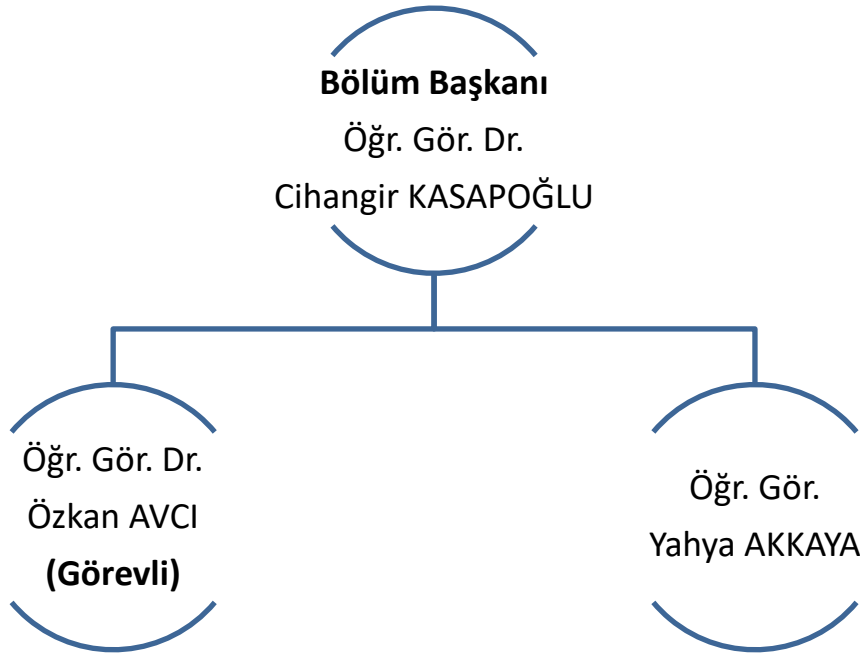 Bölüm Başkanı
Öğr. Gör. Dr.
Cihangir KASAPOĞLU
Öğr. Gör. Dr.
Özkan AVCI
(Görevli)
Öğr. Gör.
Yahya AKKAYA